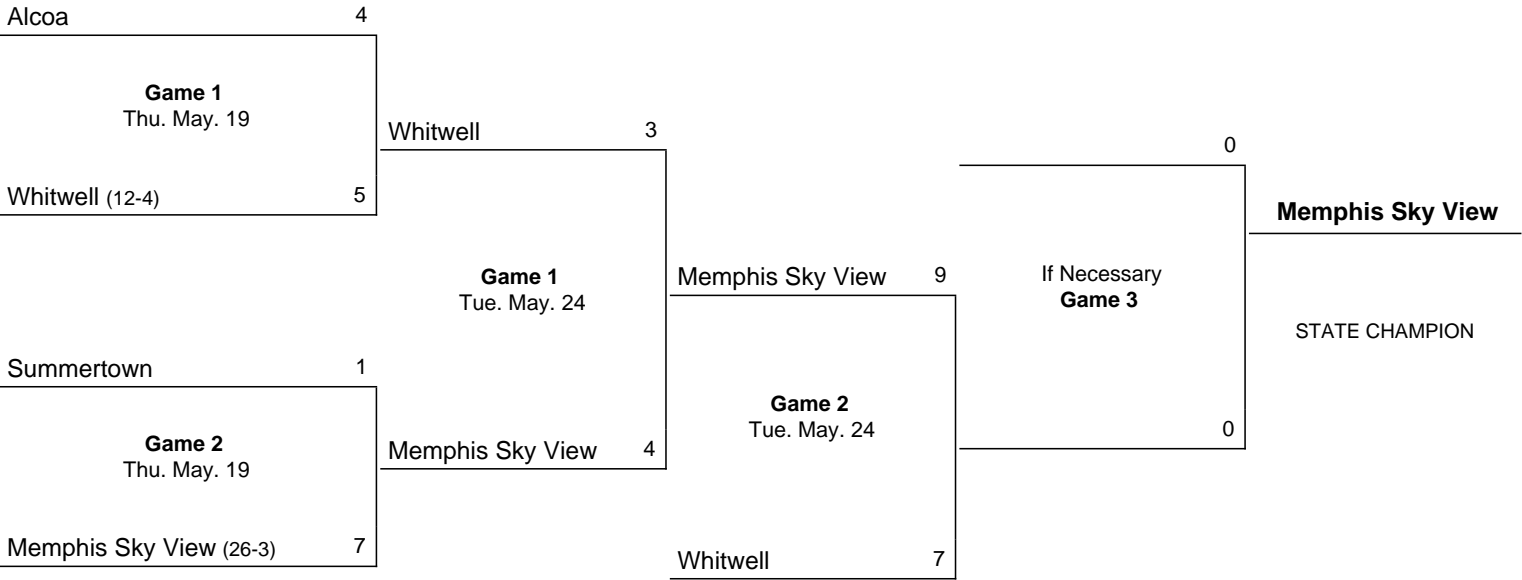 Alcoa 4
Game 1
Thu. May. 19
Whitwell (12-4) 5
Summertown 1
Game 2
Thu. May. 19
Memphis Sky View (26-3) 7
Whitwell 3
Game 1
Tue. May. 24
Memphis Sky View 4
Memphis Sky View 9
Game 2
Tue. May. 24
Whitwell 7
0
If Necessary
Game 3
0
Memphis Sky View
STATE CHAMPION